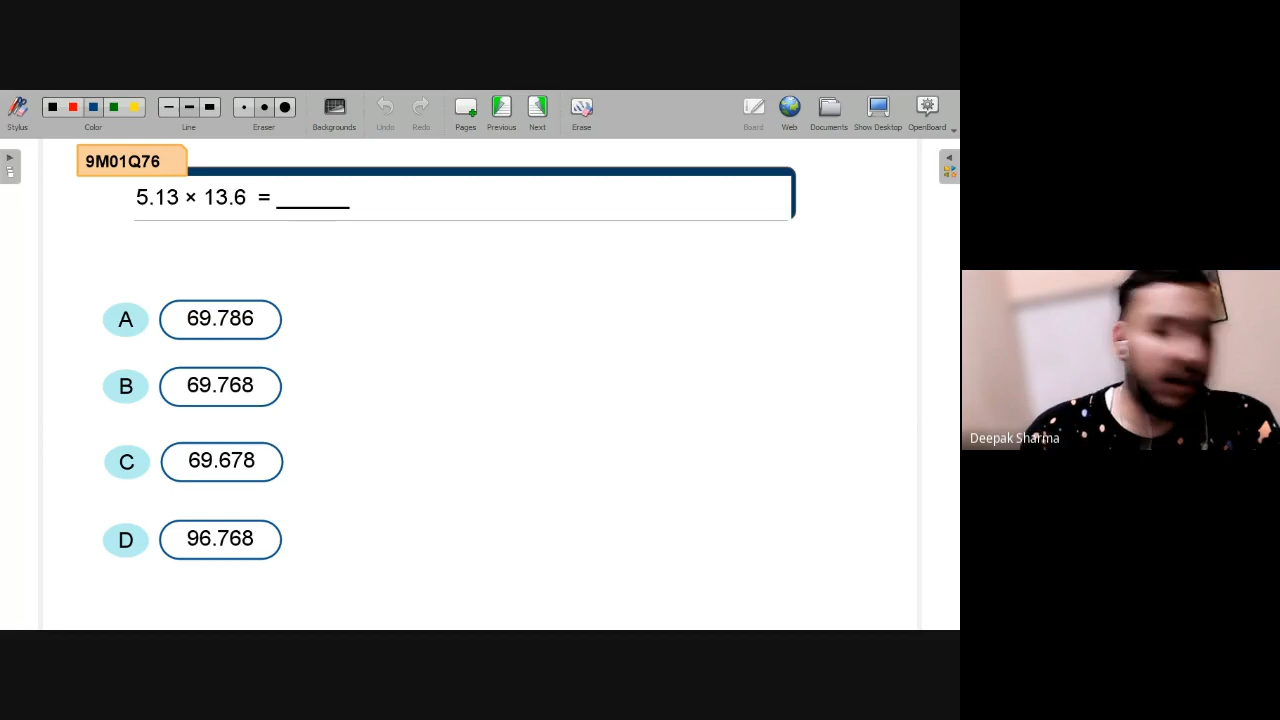 Stylus Color Line Eraser Backgrounds Undo Redo Pages Previous Next Erase Board Web Documents Show Desktop OpenBoard
9M01Q76
5.13 × 13.6 = ______
A 69.786
B 69.768
C 69.678
D 96.768
Deepak Sharma